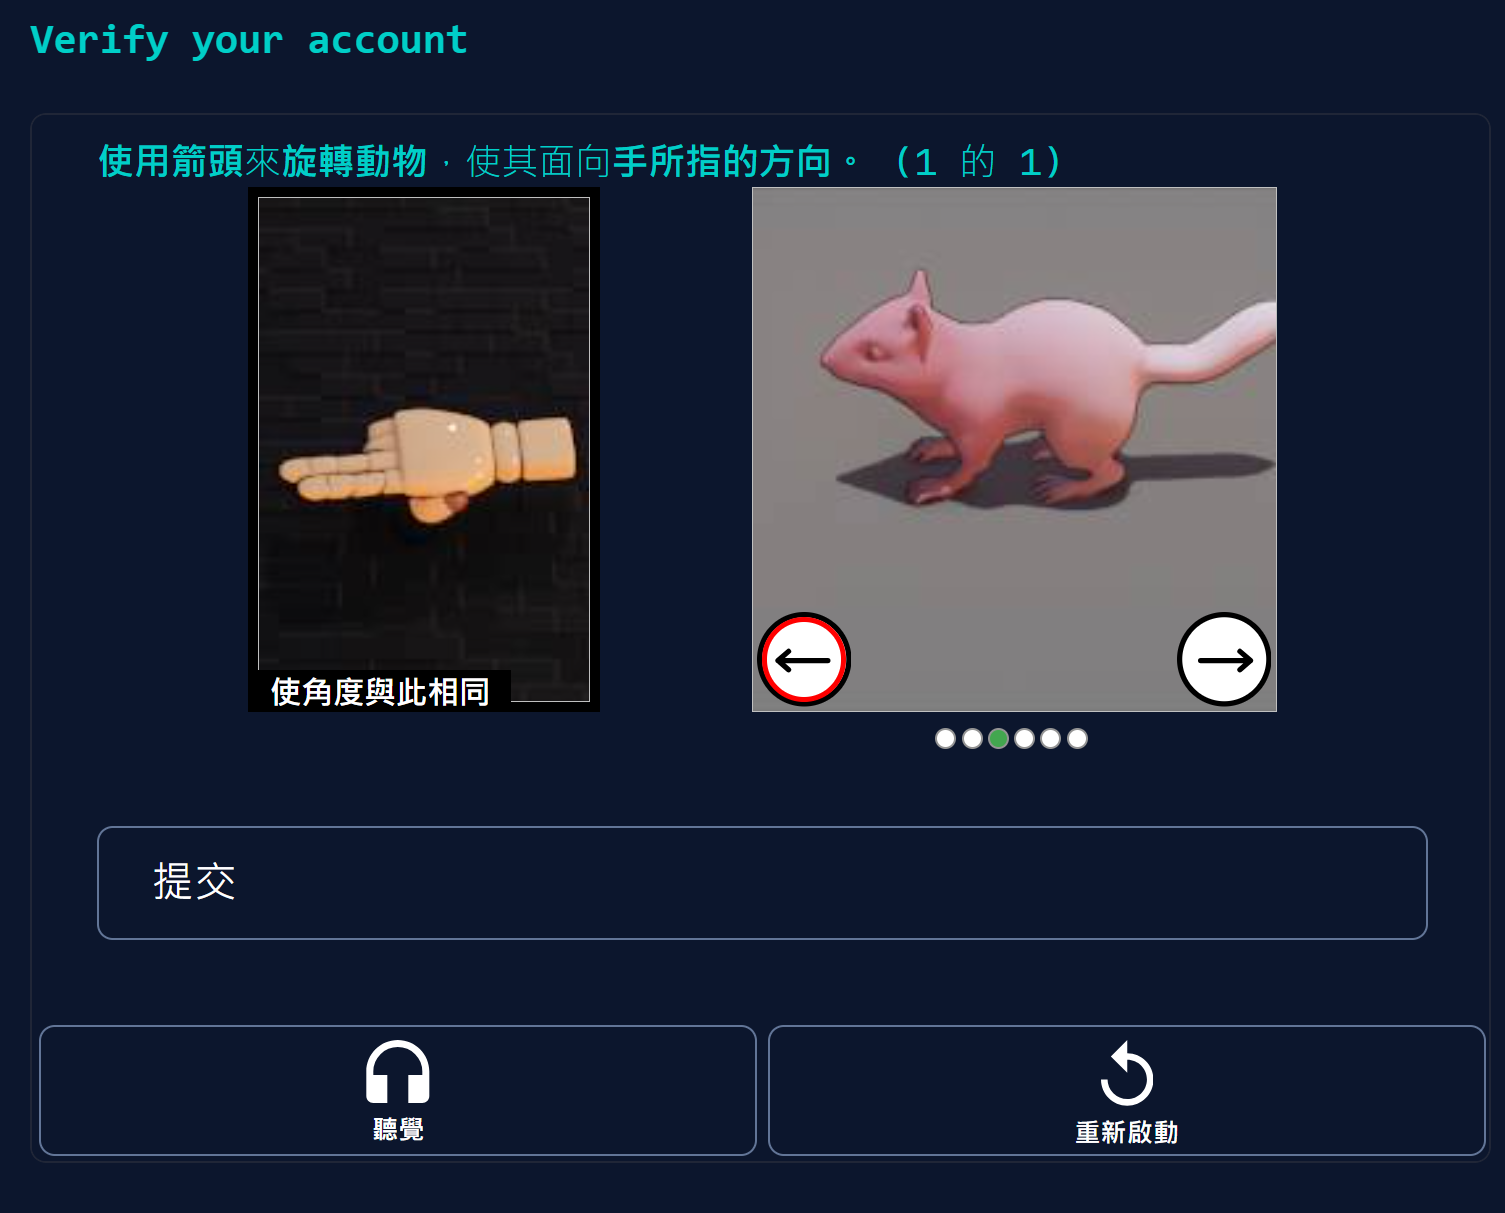 Verify your account
使用箭頭來旋轉動物，使其面向手所指的方向。 (1 的 1)
使角度與此相同
提交
聽覺
重新啟動